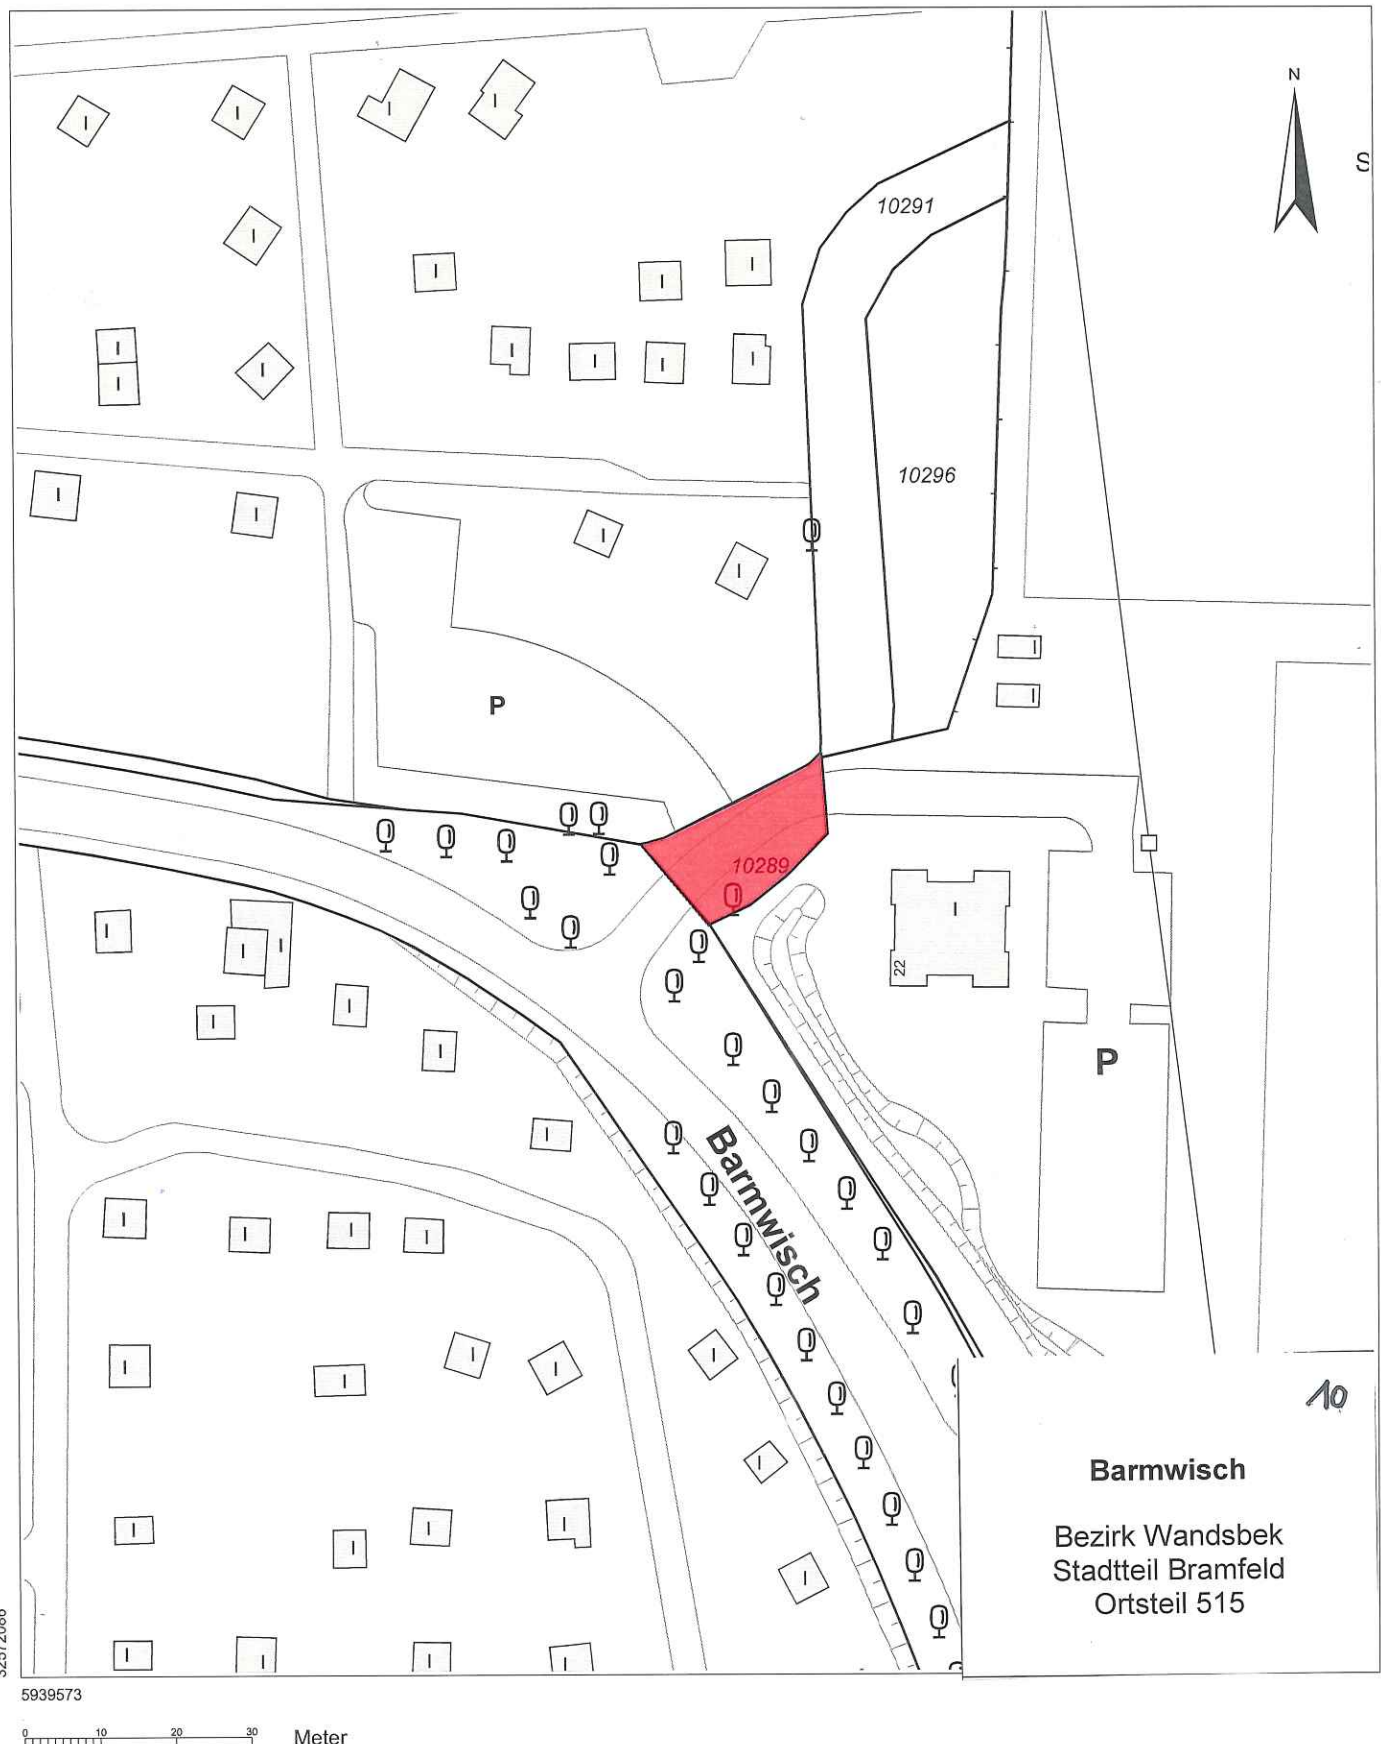 N
S
10291
10296
P
10289
22
P
Barmwisch
10
Barmwisch
Bezirk Wandsbek
Stadtteil Bramfeld
Ortsteil 515
5939573
0 10 20 30 Meter